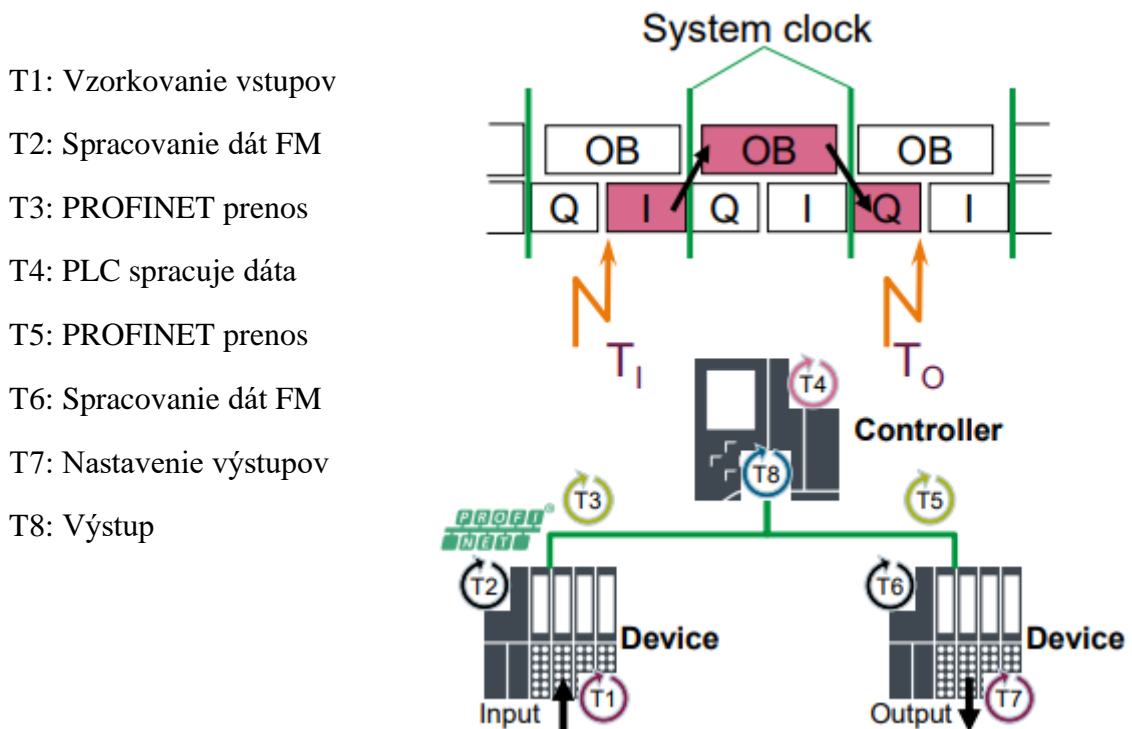 T1: Vzorkovanie vstupov
T2: Spracovanie dát FM
T3: PROFINET prenos
T4: PLC spracuje dáta
T5: PROFINET prenos
T6: Spracovanie dát FM
T7: Nastavenie výstupov
T8: Výstup
System clock
OB OB OB
Q I Q I Q I
TI TO
T4
Controller
T8
T3 T5
PROFI
NET
®
T2 T6
Device Device
T1 T7
Input Output